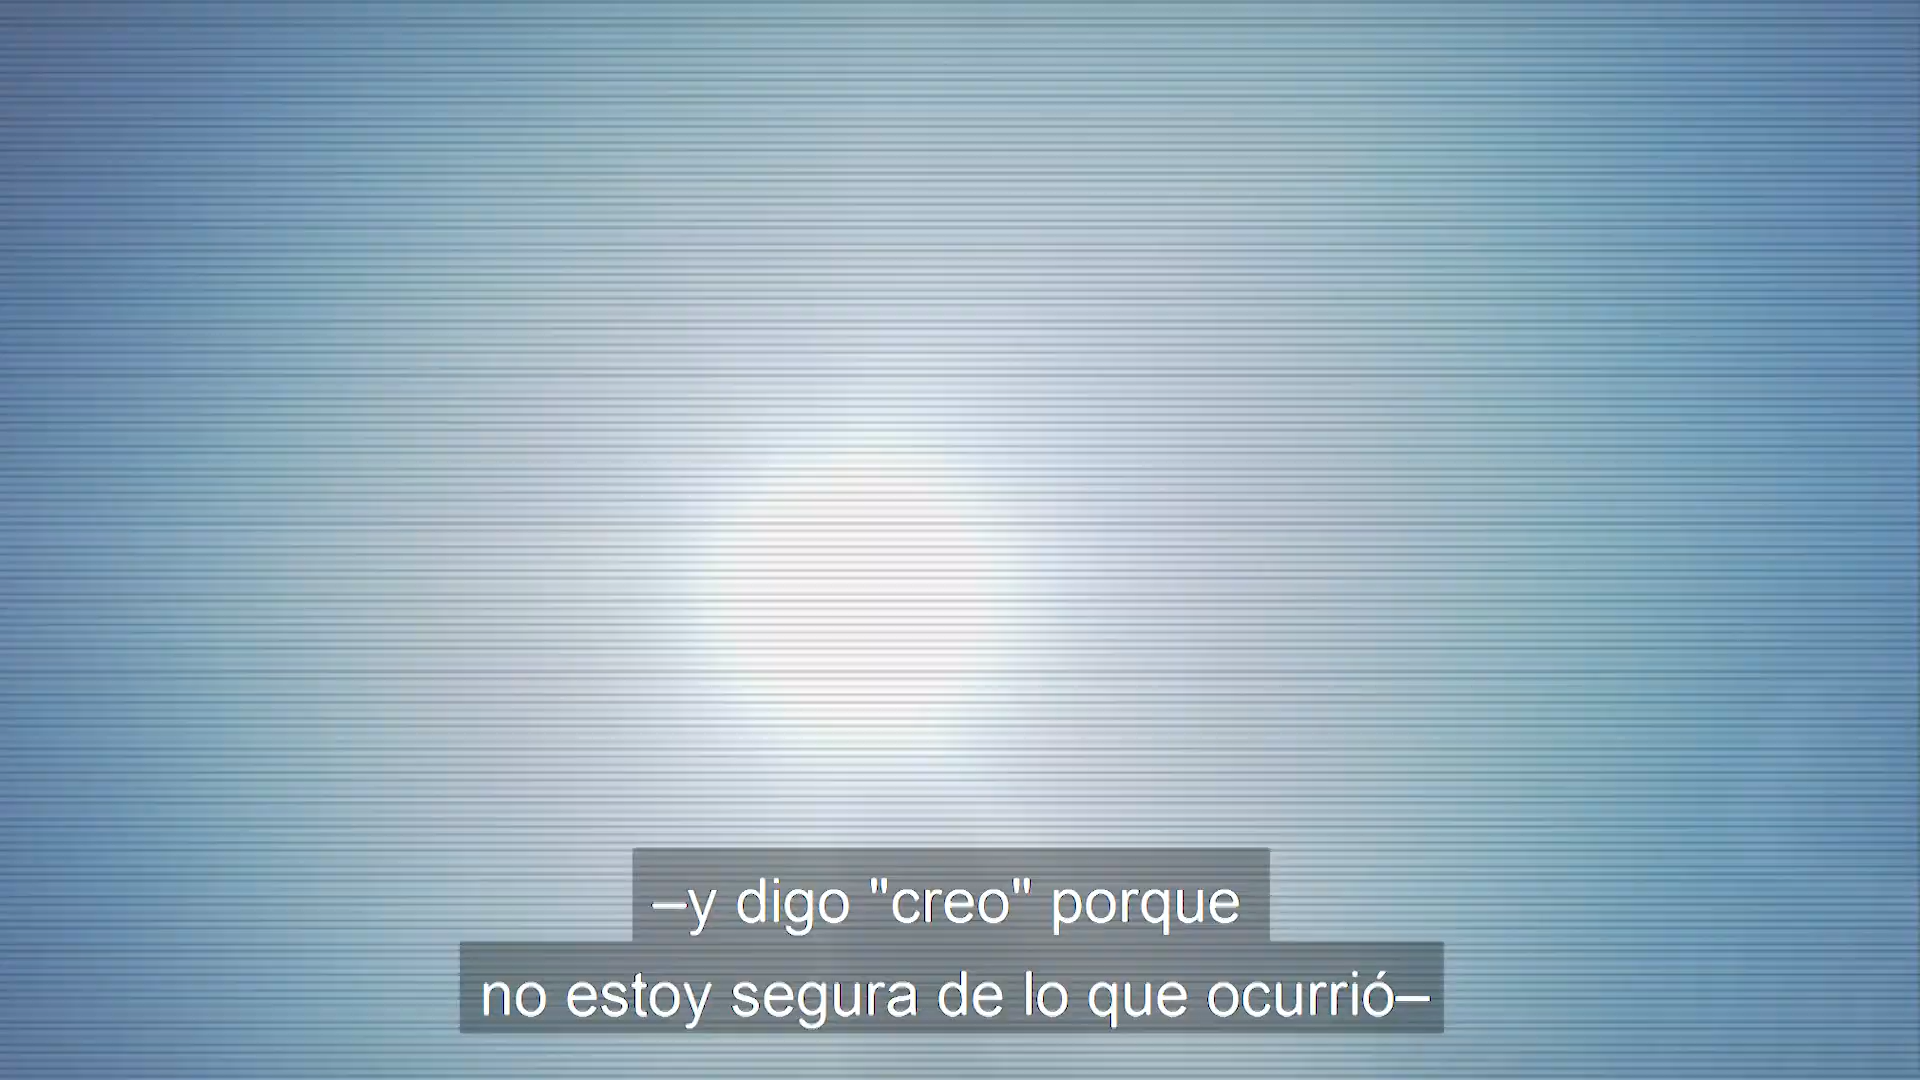 –y digo "creo" porque
no estoy segura de lo que ocurrió–